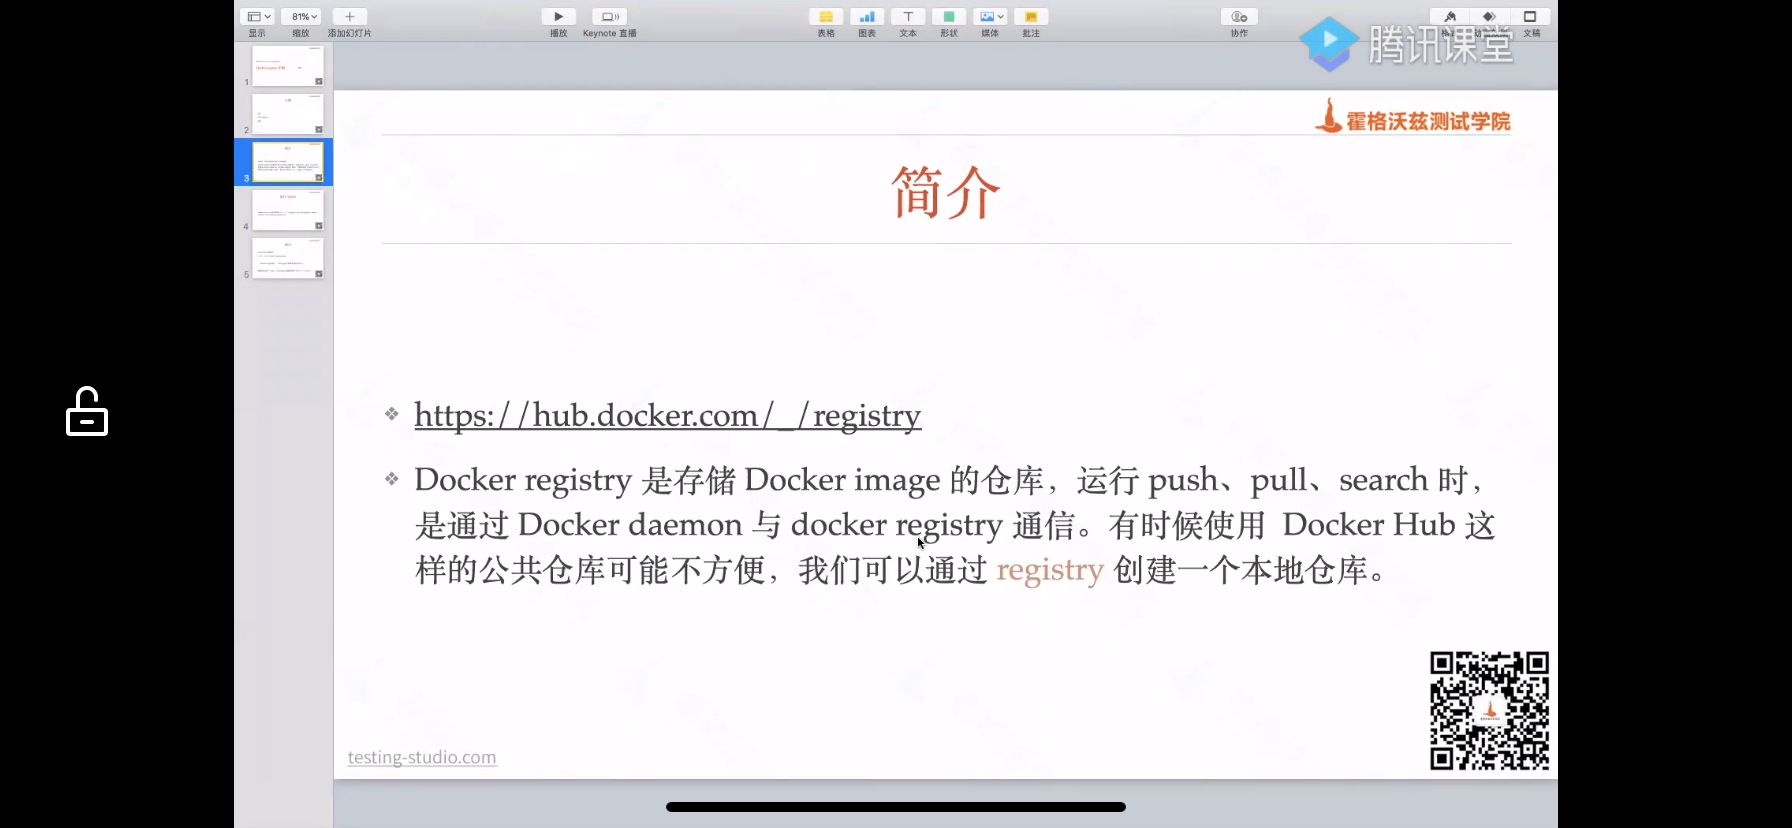 81%
显示
缩放
添加幻灯片
播放
Keynote 直播
表格
图表
文本
形状
媒体
批注
协作
文稿
腾讯课堂
霍格沃兹测试学院
1
2
3
4
5
简介
https://hub.docker.com/_/registry
Docker registry 是存储 Docker image 的仓库，运行 push、pull、search 时，
是通过 Docker daemon 与 docker registry 通信。有时候使用 Docker Hub 这
样的公共仓库可能不方便，我们可以通过 registry 创建一个本地仓库。
testing-studio.com